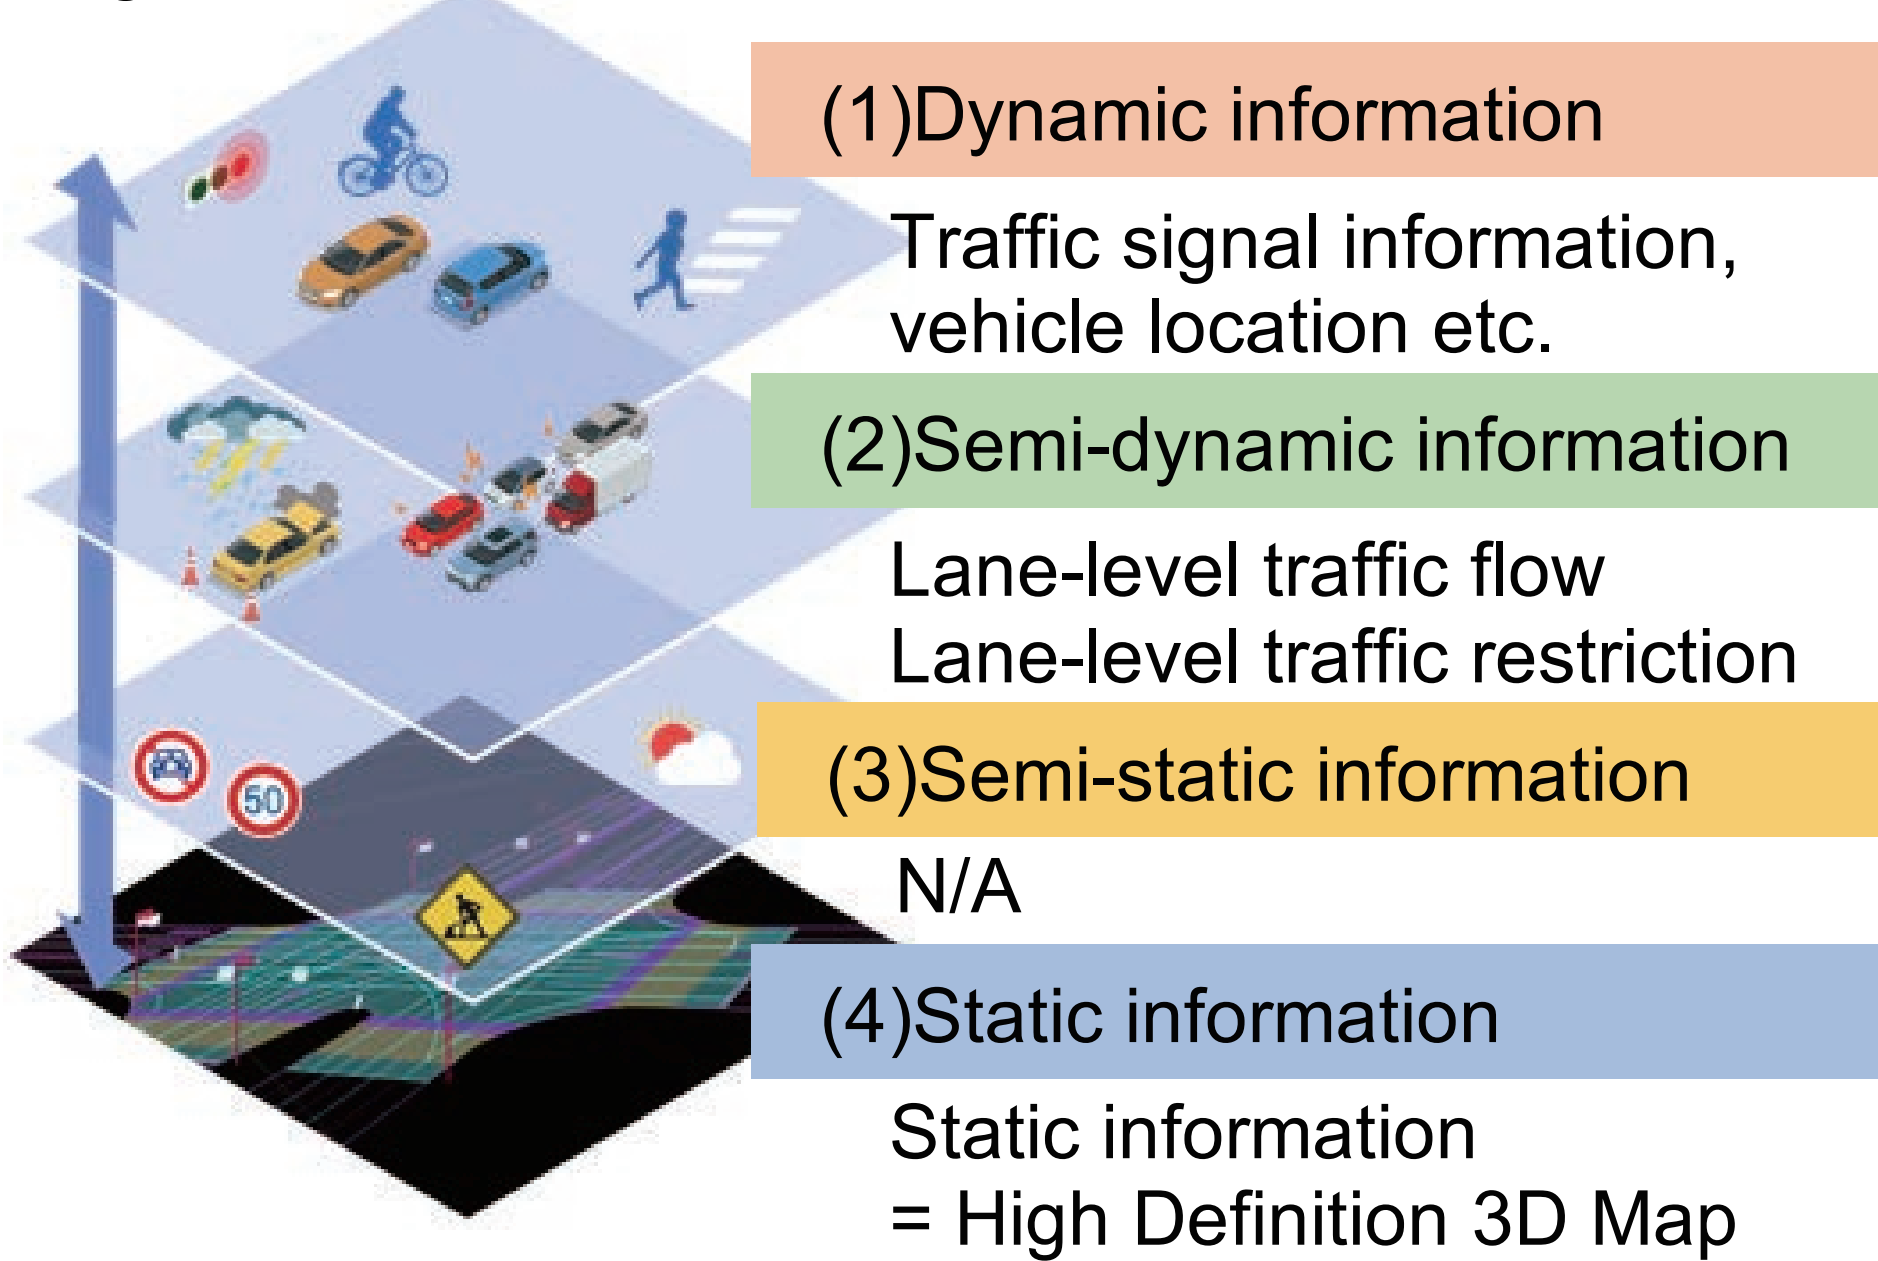 (1)Dynamic information
Traffic signal information,
vehicle location etc.
(2)Semi-dynamic information
Lane-level traffic flow
Lane-level traffic restriction
(3)Semi-static information
50
N/A
(4)Static information
Static information
= High Definition 3D Map